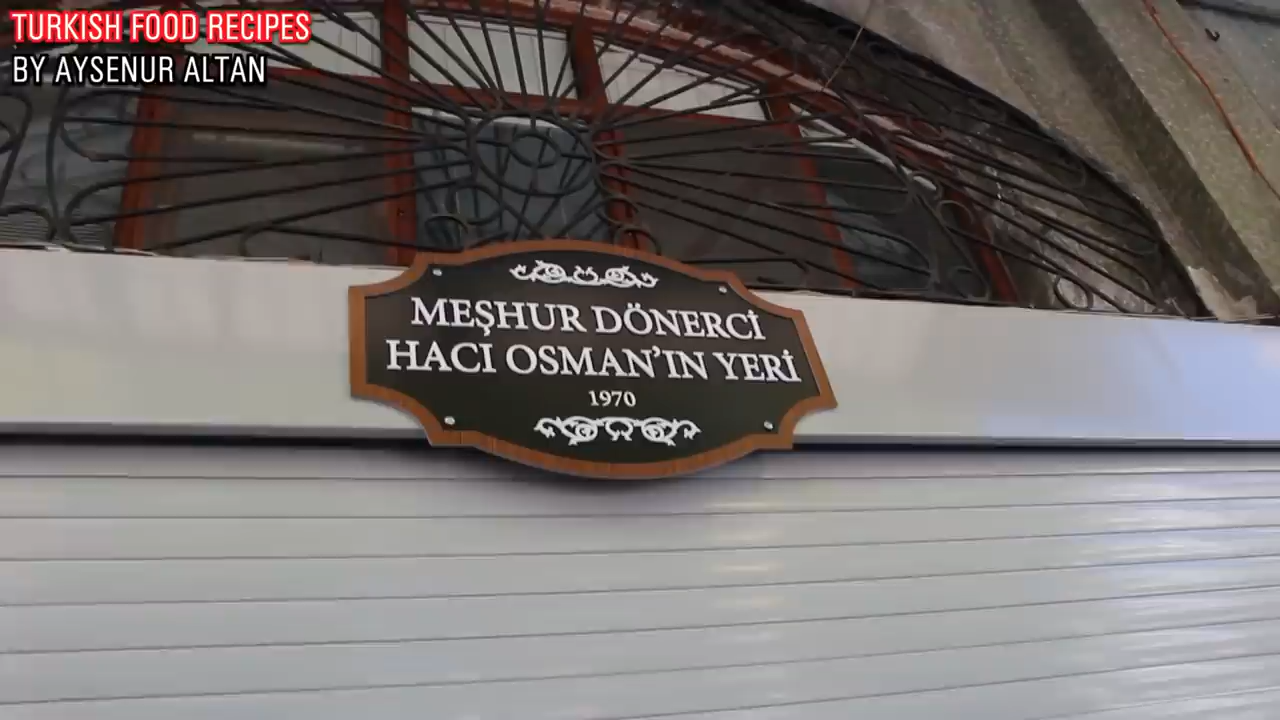 TURKISH FOOD RECIPES
BY AYSENUR ALTAN
MEŞHUR DÖNERCİ
HACI OSMAN'IN YERİ
1970